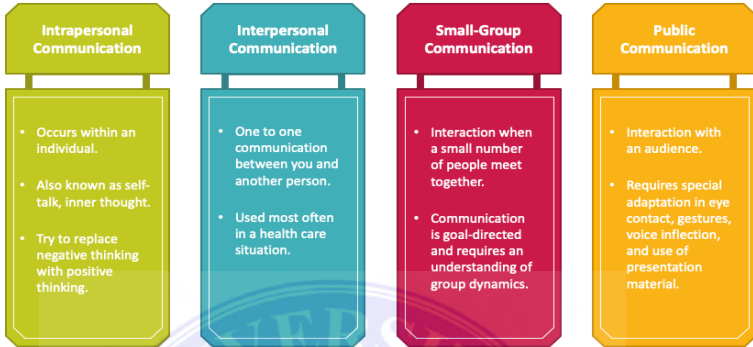 Intrapersonal
Communication
• Occurs within an
individual.
• Also known as self-
talk, inner thought.
• Try to replace
negative thinking
with positive
thinking.
Interpersonal
Communication
• One to one
communication
between you and
another person.
• Used most often
in a health care
situation.
Small-Group
Communication
• Interaction when
a small number
of people meet
together.
• Communication
is goal-directed
and requires an
understanding of
group dynamics.
Public
Communication
• Interaction with
an audience.
• Requires special
adaptation in eye
contact, gestures,
voice inflection,
and use of
presentation
material.